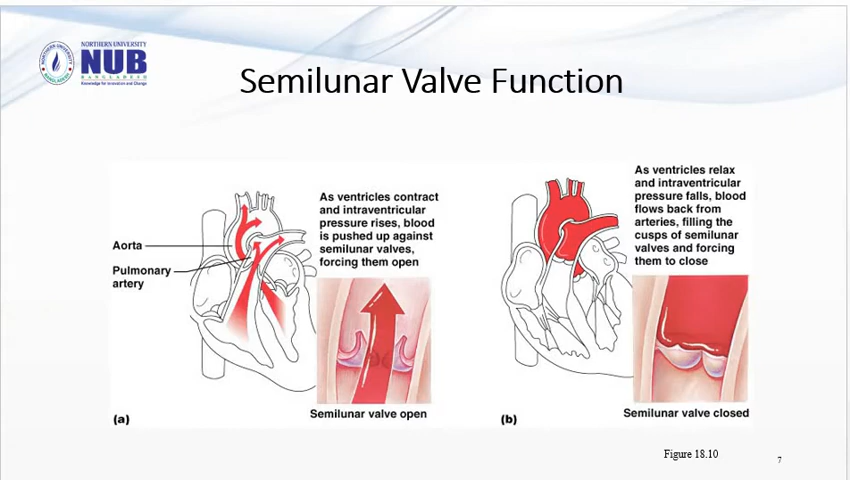 NORTHERN UNIVERSITY
NUB
BANGLADESH
Knowledge for Innovation and Change
Semilunar Valve Function
As ventricles contract
and intraventricular
pressure rises, blood
is pushed up against
semilunar valves,
forcing them open
Aorta
Pulmonary
artery
Semilunar valve open
(a)
As ventricles relax
and intraventricular
pressure falls, blood
flows back from
arteries, filling the
cusps of semilunar
valves and forcing
them to close
Semilunar valve closed
(b)
Figure 18.10
7